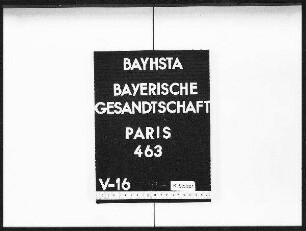 BAYHSTA
BAYERISCHE
GESANDTSCHAFT
PARIS
463
V-16